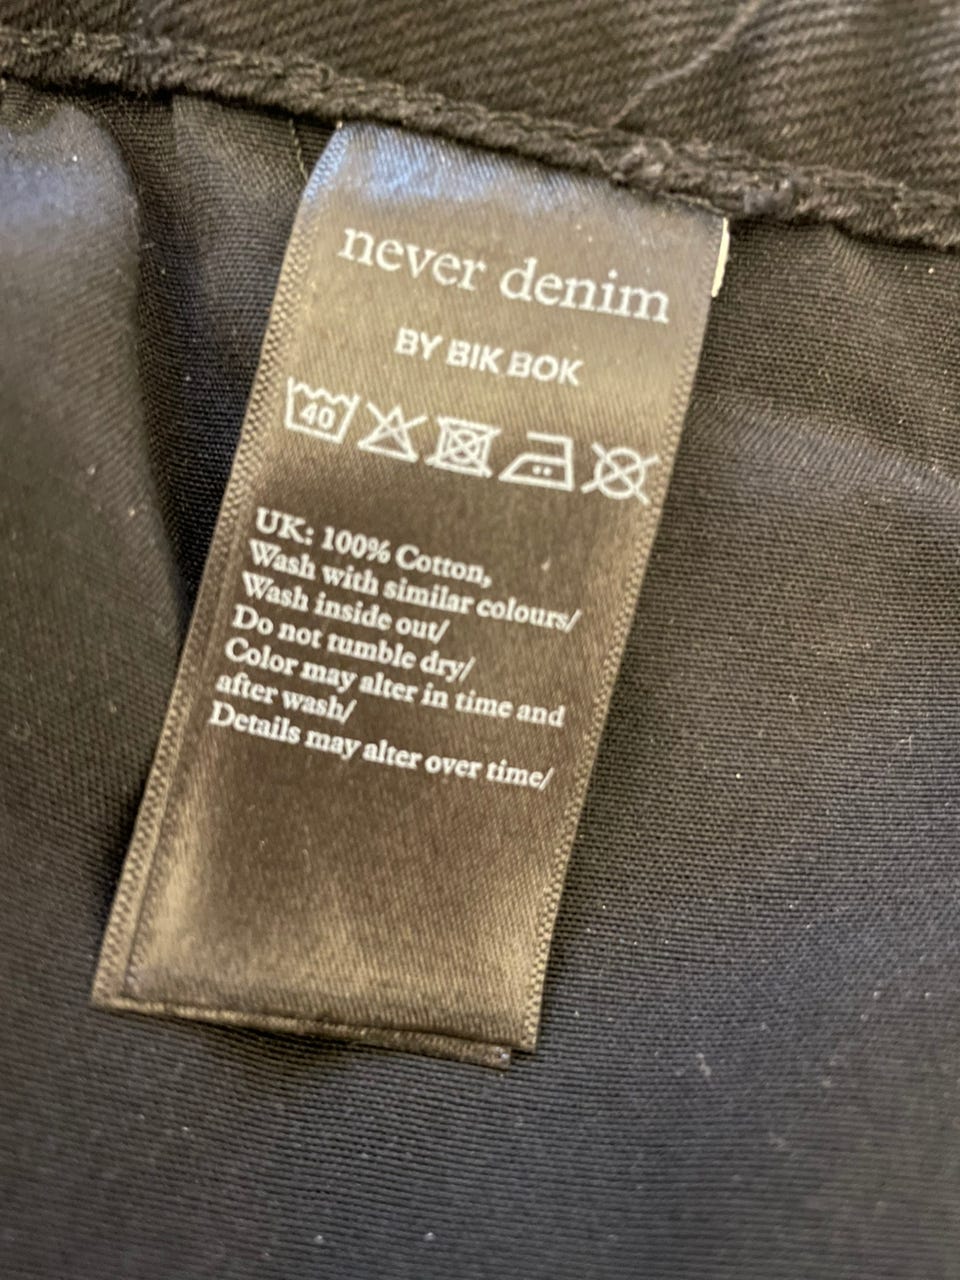 never denim
BY BIK BOK
40
UK: 100% Cotton,
Wash with similar colours/
Wash inside out/
Do not tumble dry/
Color may alter in time and
after wash/
Details may alter over time/